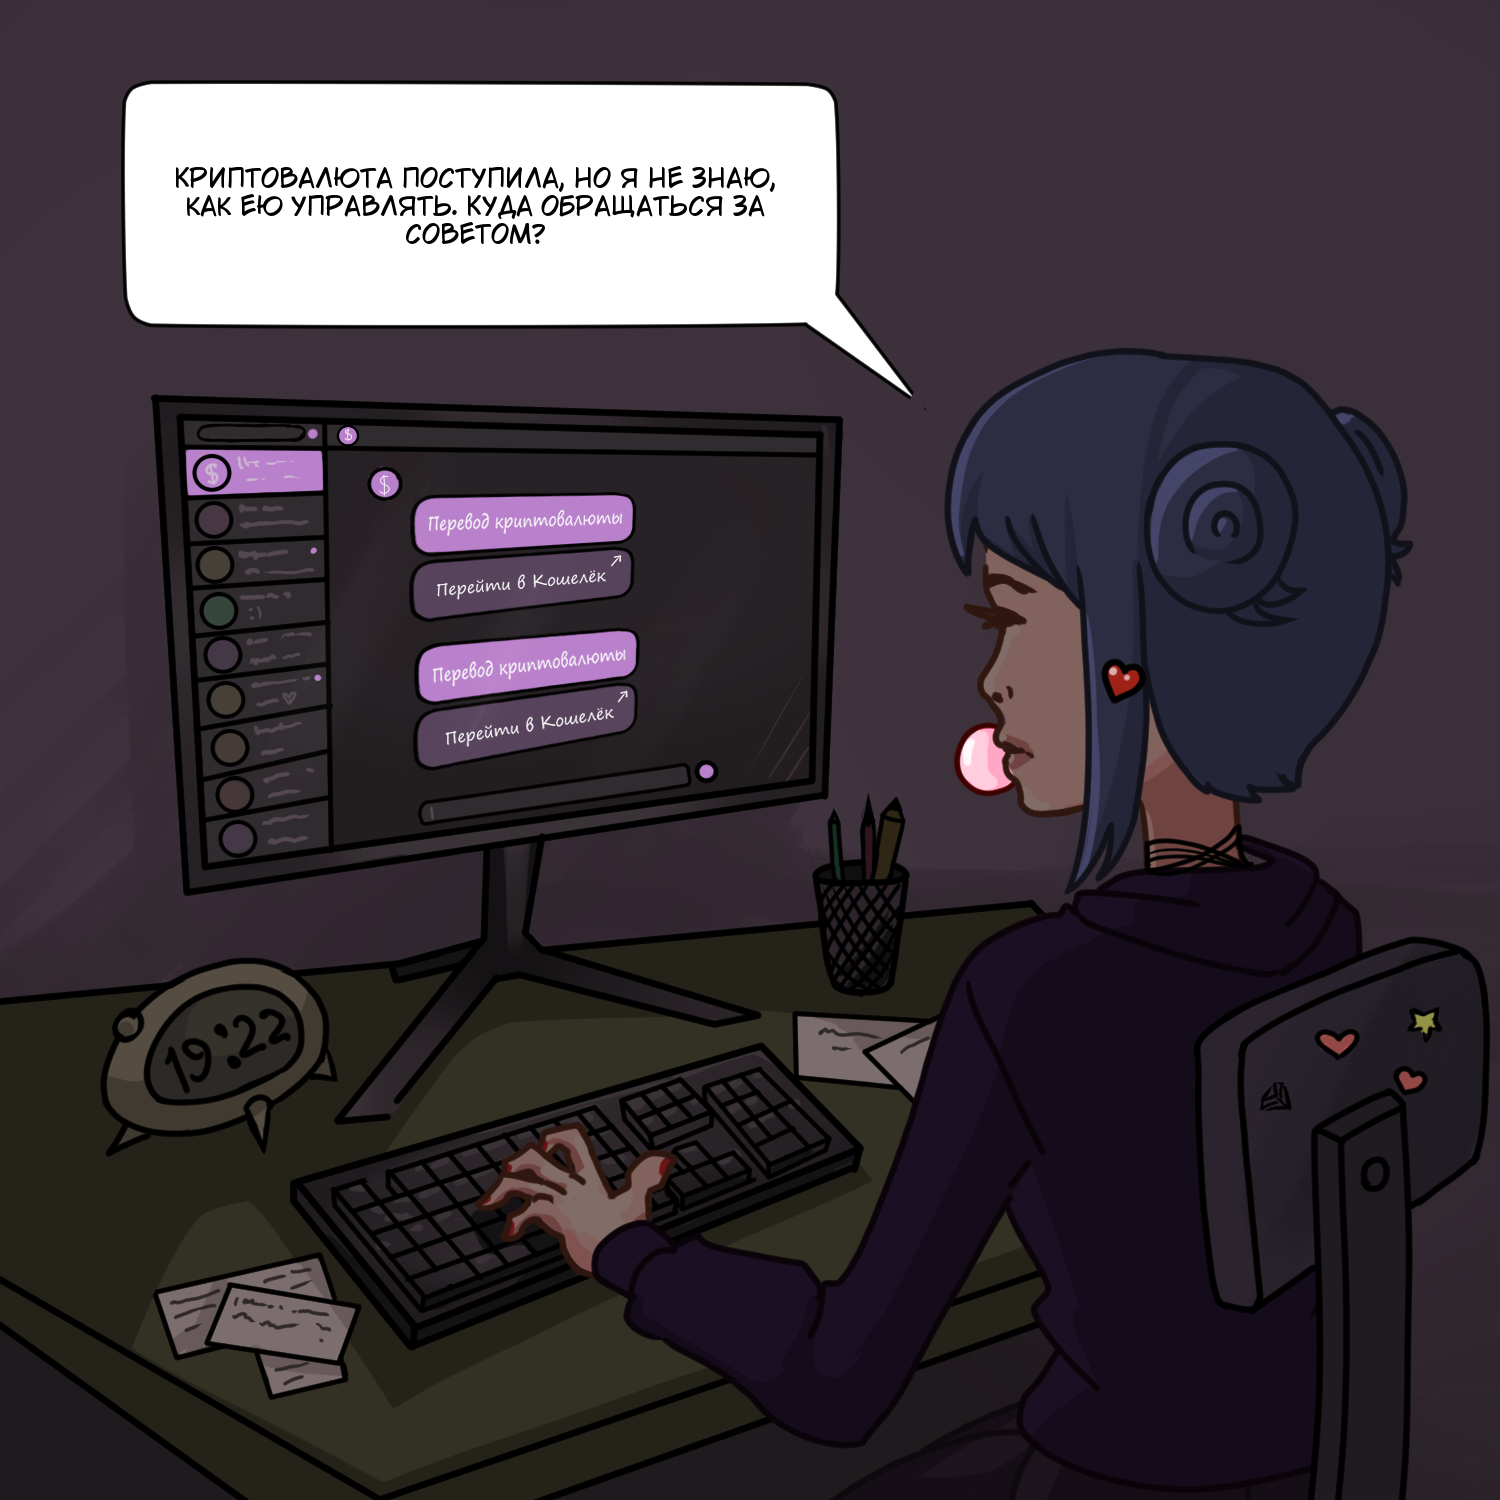 КРИПТОВАЛЮТА ПОСТУПИЛА, НО Я НЕ ЗНАЮ,
КАК ЕЮ УПРАВЛЯТЬ. КУДА ОБРАЩАТЬСЯ ЗА
СОВЕТОМ?
$
$
$
Перевод криптовалюты
Перейти в Кошелёк
:)
Перевод криптовалюты
Перейти в Кошелёк
19:22